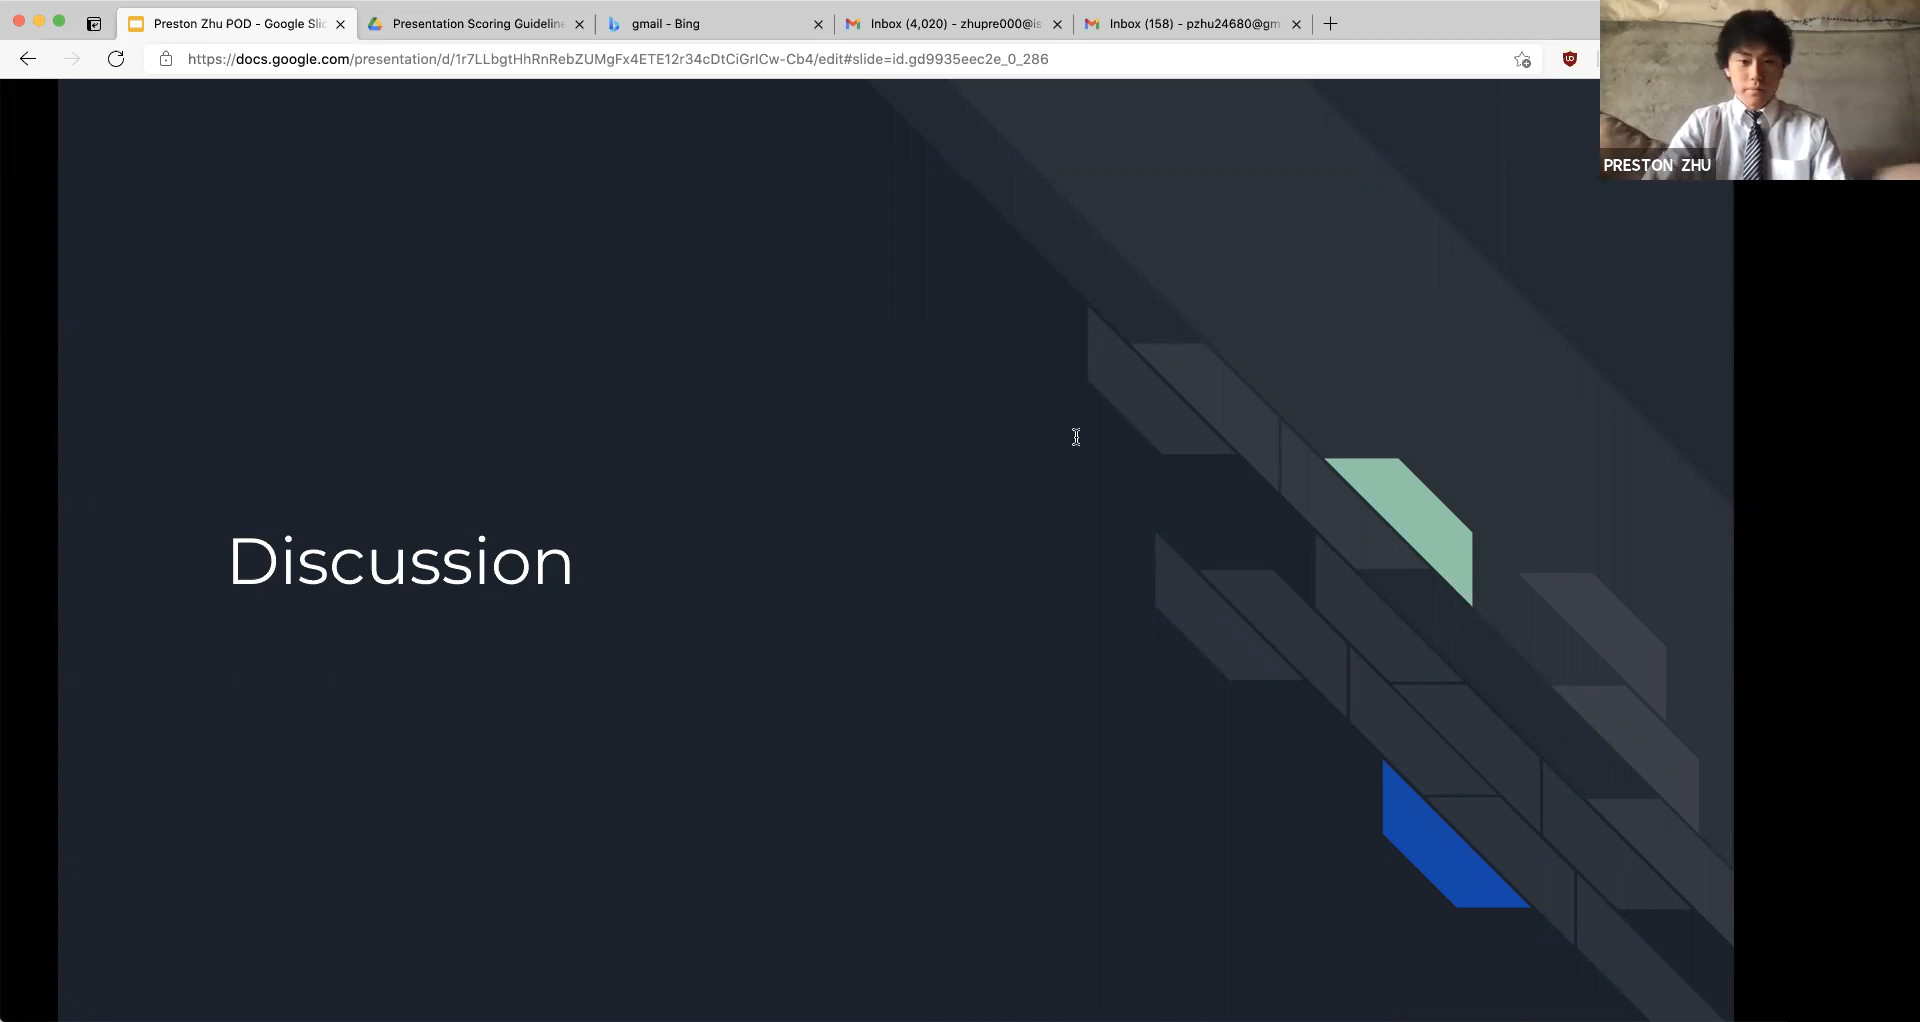 Preston Zhu POD - Google Slic
Presentation Scoring Guideline
gmail - Bing
Inbox (4,020) - zhupre000@is
Inbox (158) - pzhu24680@gm
https://docs.google.com/presentation/d/1r7LLbgtHhRnRebZUMgFx4ETE12r34cDtCiGrICw-Cb4/edit#slide=id.gd9935eec2e_0_286
PRESTON ZHU
Discussion